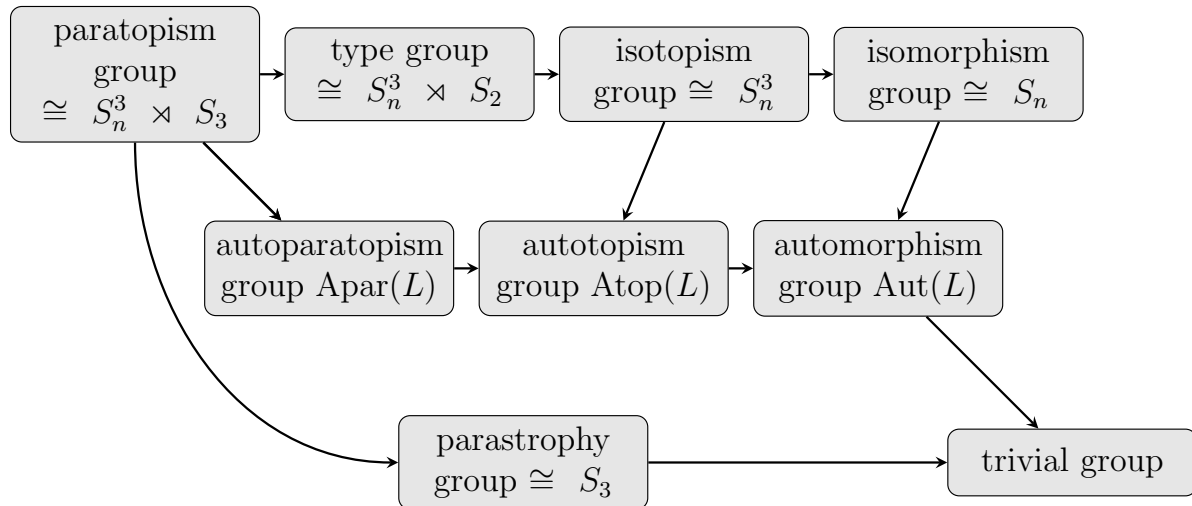 paratopism
group
≅ S_n^3 ⋊ S_3
type group
≅ S_n^3 ⋊ S_2
isotopism
group ≅ S_n^3
isomorphism
group ≅ S_n
autoparatopism
group Apar(L)
autotopism
group Atop(L)
automorphism
group Aut(L)
parastrophy
group ≅ S_3
trivial group